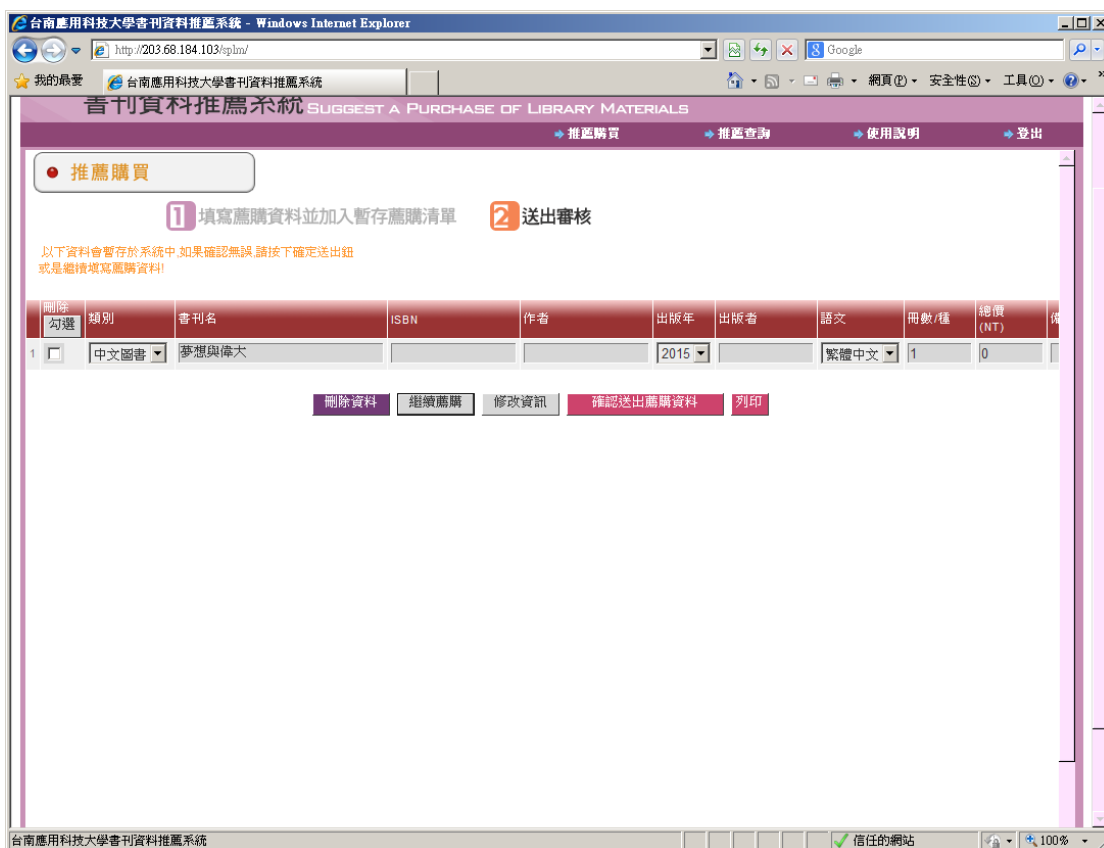 台南應用科技大學書刊資料推薦系統 - Windows Internet Explorer
http://203.68.184.103/splm/
Google
我的最愛
台南應用科技大學書刊資料推薦系統
網頁(P)
安全性(S)
工具(O)
»
書刊資料推薦系統 SUGGEST A PURCHASE OF LIBRARY MATERIALS
推薦購買
推薦查詢
使用說明
登出
推薦購買
1 填寫薦購資料並加入暫存薦購清單
2 送出審核
以下資料會暫存於系統中,如果確認無誤,請按下確定送出鈕
或是繼續填寫薦購資料!
刪除 勾選 類別 書刊名 ISBN 作者 出版年 出版者 語文 冊數/種 總價(NT)
1 中文圖書 夢想與偉大 2015 繁體中文 1 0
刪除資料 繼續薦購 修改資訊 確認送出薦購資料 列印
台南應用科技大學書刊資料推薦系統
信任的網站
100%